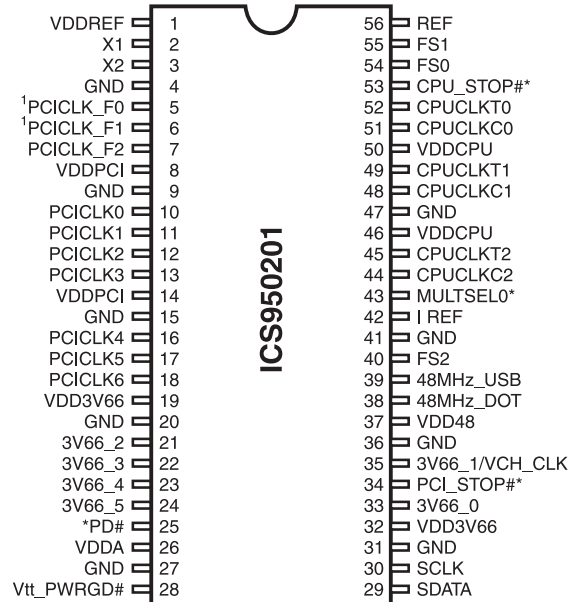 VDDREF 1 56 REF
X1 2 55 FS1
X2 3 54 FS0
GND 4 53 CPU_STOP#*
1PCICLK_F0 5 52 CPUCLKT0
1PCICLK_F1 6 51 CPUCLKC0
PCICLK_F2 7 50 VDDCPU
VDDPCI 8 49 CPUCLKT1
GND 9 48 CPUCLKC1
PCICLK0 10 47 GND
PCICLK1 11 46 VDDCPU
PCICLK2 12 45 CPUCLKT2
PCICLK3 13 44 CPUCLKC2
VDDPCI 14 43 MULTSEL0*
GND 15 42 I REF
PCICLK4 16 41 GND
PCICLK5 17 40 FS2
PCICLK6 18 39 48MHz_USB
VDD3V66 19 38 48MHz_DOT
GND 20 37 VDD48
3V66_2 21 36 GND
3V66_3 22 35 3V66_1/VCH_CLK
3V66_4 23 34 PCI_STOP#*
3V66_5 24 33 3V66_0
*PD# 25 32 VDD3V66
VDDA 26 31 GND
GND 27 30 SCLK
Vtt_PWRGD# 28 29 SDATA
ICS950201